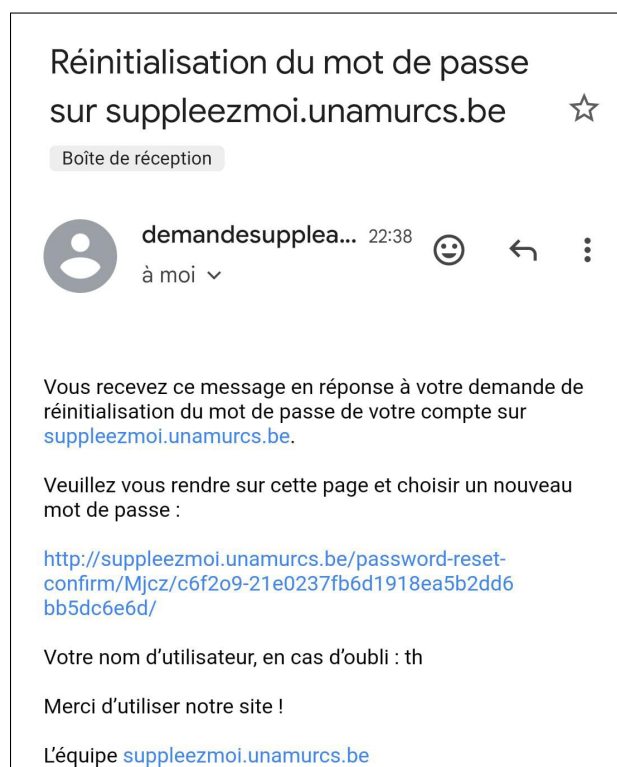 Réinitialisation du mot de passe
sur suppleezmoi.unamurcs.be
Boîte de réception
demandesupplea... 22:38
à moi
Vous recevez ce message en réponse à votre demande de
réinitialisation du mot de passe de votre compte sur
suppleezmoi.unamurcs.be.
Veuillez vous rendre sur cette page et choisir un nouveau
mot de passe :
http://suppleezmoi.unamurcs.be/password-reset-
confirm/Mjcz/c6f2o9-21e0237fb6d1918ea5b2dd6
bb5dc6e6d/
Votre nom d’utilisateur, en cas d’oubli : th
Merci d’utiliser notre site !
L’équipe suppleezmoi.unamurcs.be